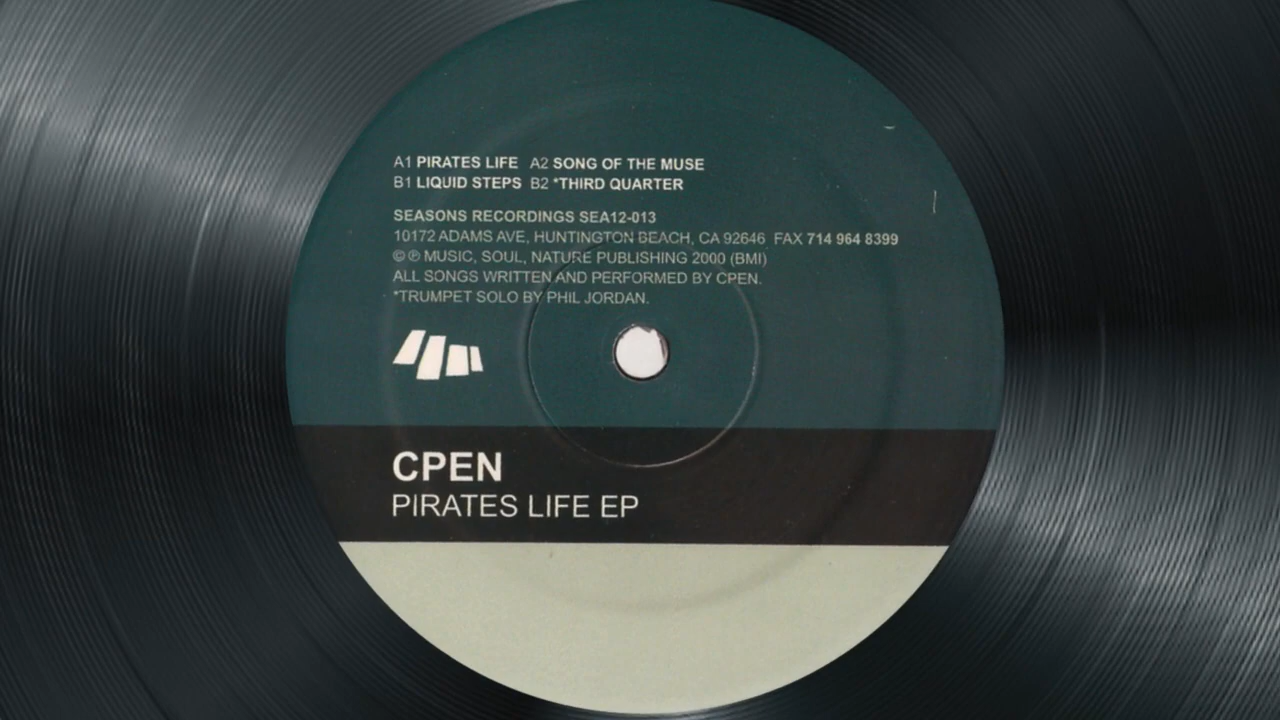 A1 PIRATES LIFE A2 SONG OF THE MUSE
B1 LIQUID STEPS B2 *THIRD QUARTER
SEASONS RECORDINGS SEA12-013
10172 ADAMS AVE, HUNTINGTON BEACH, CA 92646 FAX 714 964 8399
©℗ MUSIC, SOUL, NATURE PUBLISHING 2000 (BMI)
ALL SONGS WRITTEN AND PERFORMED BY CPEN.
*TRUMPET SOLO BY PHIL JORDAN.
CPEN
PIRATES LIFE EP